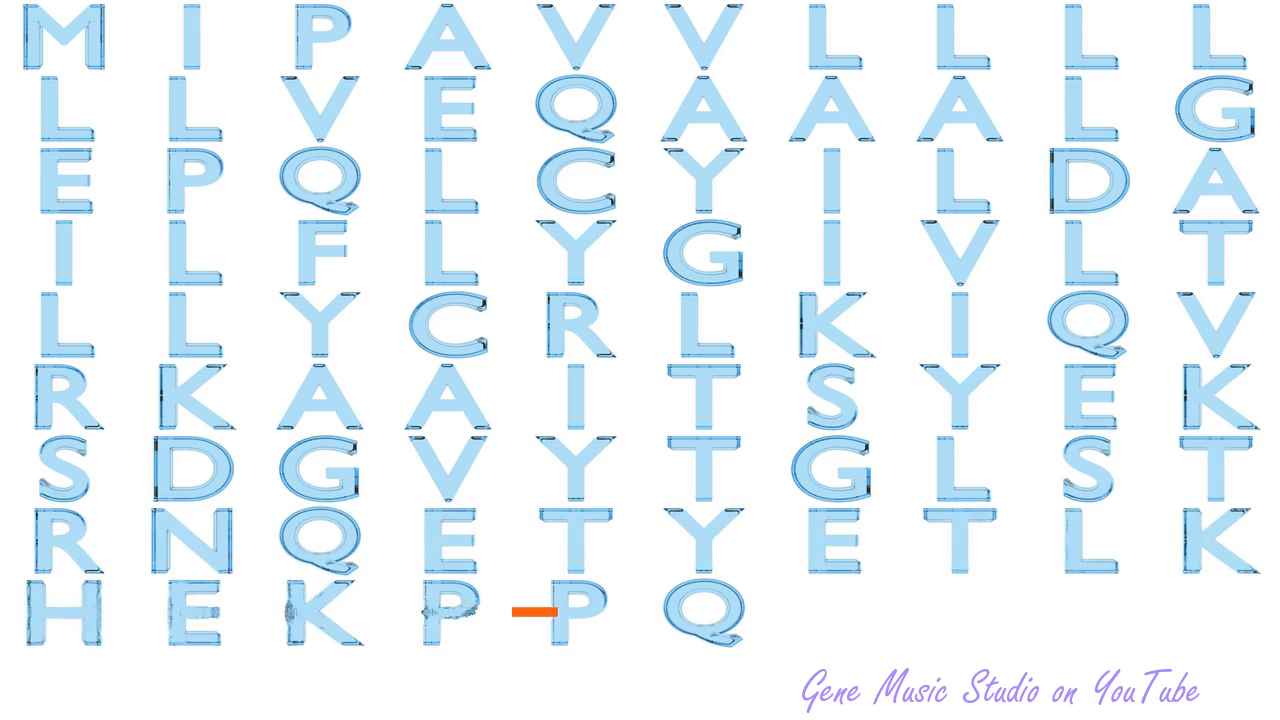 M I P A V V L L L L
L L V E Q A A A L G
E P Q L C Y I L D A
I L F L Y G I V L T
L L Y C R L K I Q V
R K A A I T S Y E K
S D G V Y T G L S T
R N Q E T Y E T L K
H E K P P Q
Gene Music Studio on YouTube